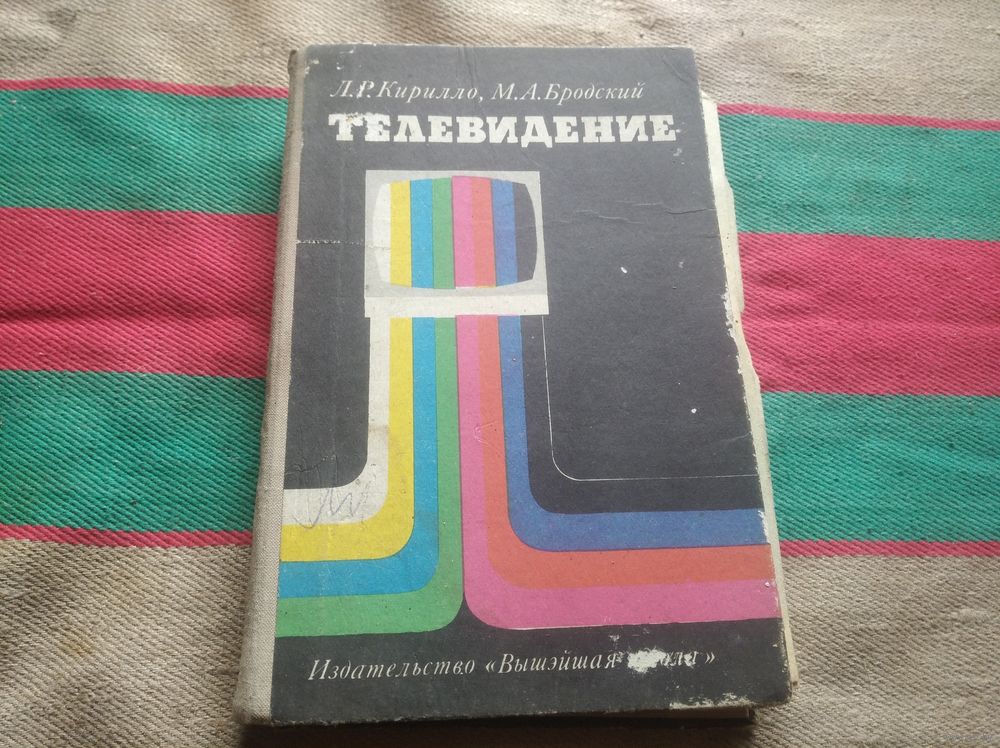 Л.Р.Кирилло, М.А.Бродский
ТЕЛЕВИДЕНИЕ
Издательство «Вышэйшая